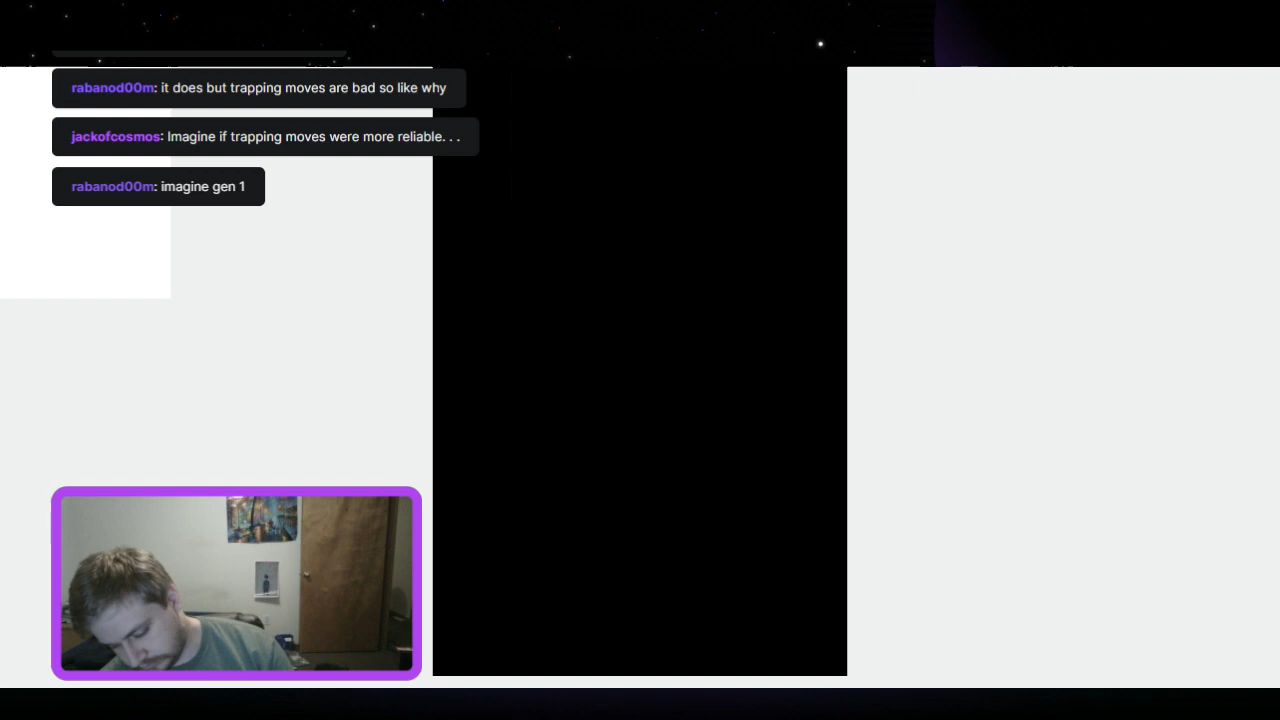 rabanod00m: it does but trapping moves are bad so like why
jackofcosmos: Imagine if trapping moves were more reliable. . .
rabanod00m: imagine gen 1